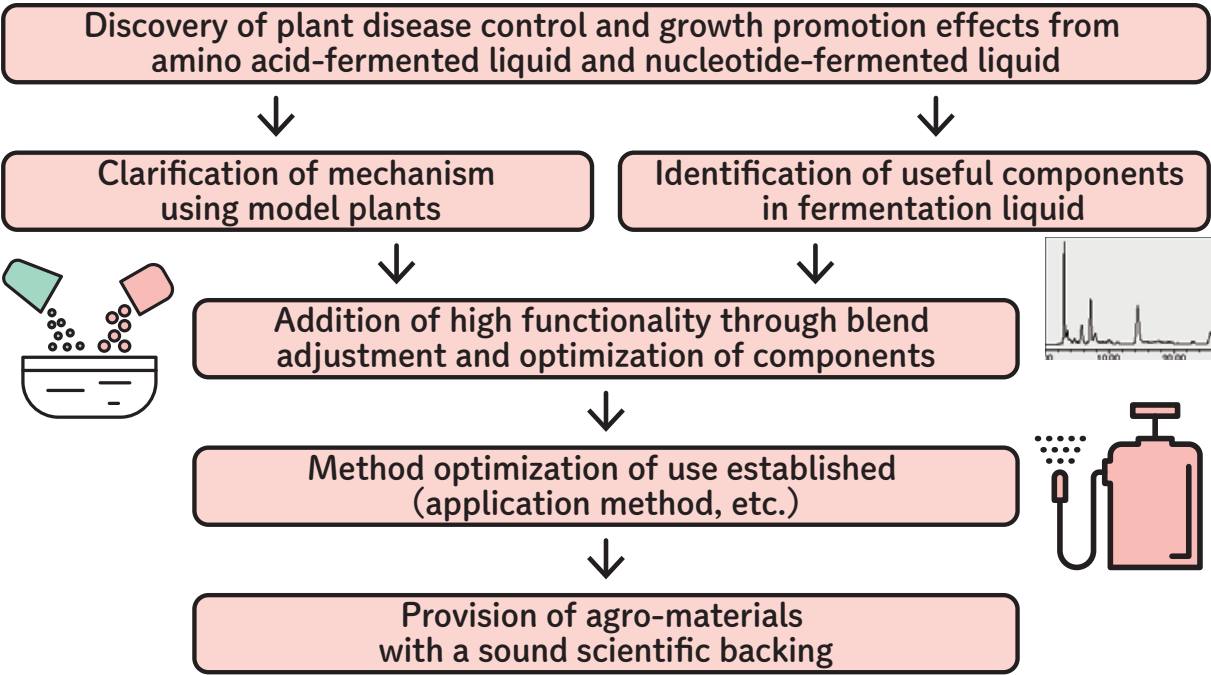 Discovery of plant disease control and growth promotion effects from
amino acid-fermented liquid and nucleotide-fermented liquid
Clarification of mechanism
using model plants
Identification of useful components
in fermentation liquid
Addition of high functionality through blend
adjustment and optimization of components
Method optimization of use established
(application method, etc.)
Provision of agro-materials
with a sound scientific backing